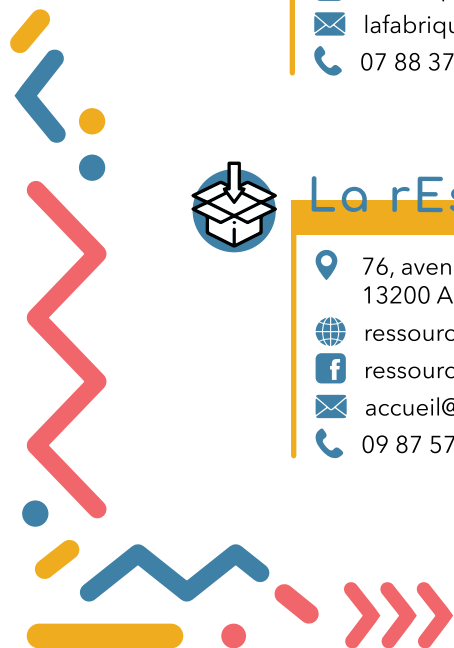 lafabriqu
07 88 37
La rEs
76, aven
13200 A
ressourc
ressourc
accueil@
09 87 57